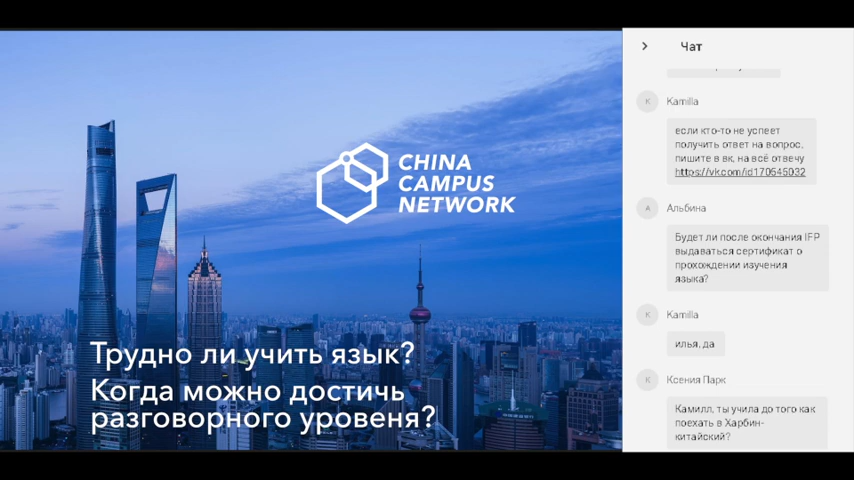 Чат
CHINA
CAMPUS
NETWORK
Трудно ли учить язык?
Когда можно достичь
разговорного уровеня?
K
Kamilla
если кто-то не успеет
получить ответ на вопрос,
пишите в вк, на всё отвечу
https://vk.com/id170545032
А
Альбина
Будет ли после окончания IFP
выдаваться сертификат о
прохождении изучения
языка?
K
Kamilla
илья, да
К
Ксения Парк
Камилл, ты учила до того как
поехать в Харбин-
китайский?